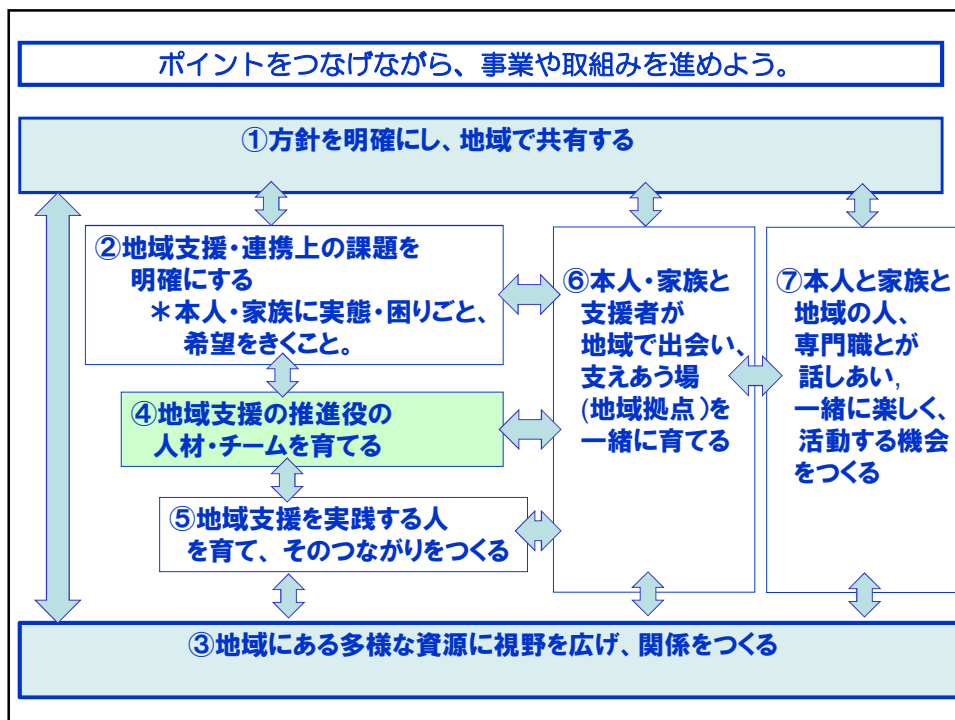 ポイントをつなげながら、事業や取組みを進めよう。
①方針を明確にし、地域で共有する
②地域支援・連携上の課題を
明確にする
＊本人・家族に実態・困りごと、
希望をきくこと。
④地域支援の推進役の
人材・チームを育てる
⑤地域支援を実践する人
を育て、そのつながりをつくる
⑥本人・家族と
支援者が
地域で出会い、
支えあう場
(地域拠点)を
一緒に育てる
⑦本人と家族と
地域の人、
専門職とが
話しあい,
一緒に楽しく、
活動する機会
をつくる
③地域にある多様な資源に視野を広げ、関係をつくる